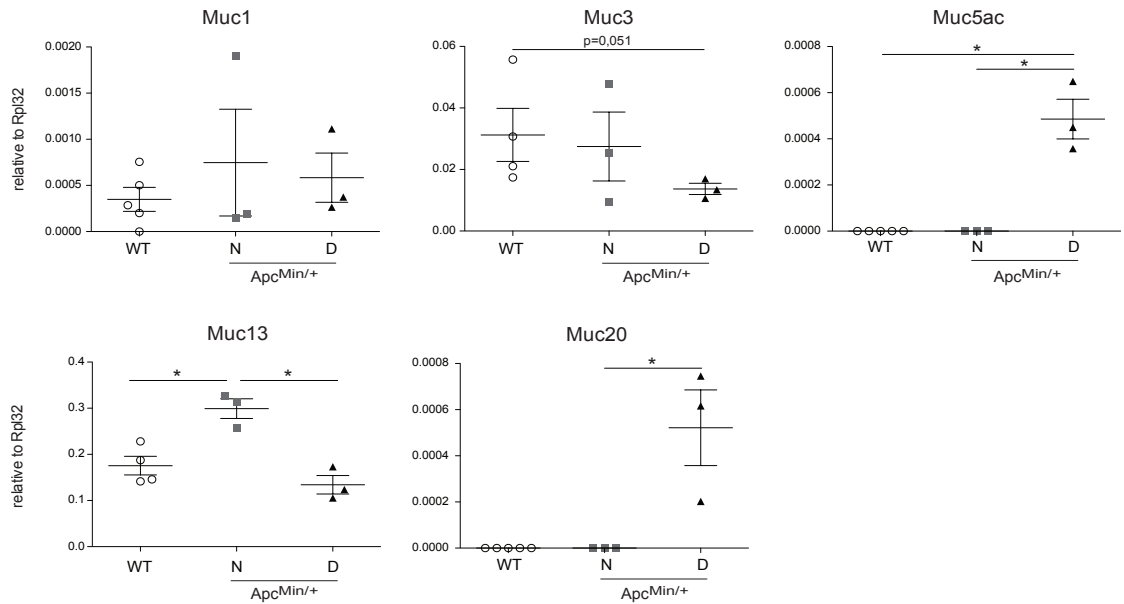 Muc1
relative to Rpl32
0.0020
0.0015
0.0010
0.0005
0.0000
WT
N
D
ApcMin/+
Muc3
p=0,051
0.06
0.04
0.02
0.00
WT
N
D
ApcMin/+
Muc5ac
*
*
0.0008
0.0006
0.0004
0.0002
0.0000
WT
N
D
ApcMin/+
Muc13
relative to Rpl32
*
*
0.4
0.3
0.2
0.1
0.0
WT
N
D
ApcMin/+
Muc20
*
0.0008
0.0006
0.0004
0.0002
0.0000
WT
N
D
ApcMin/+